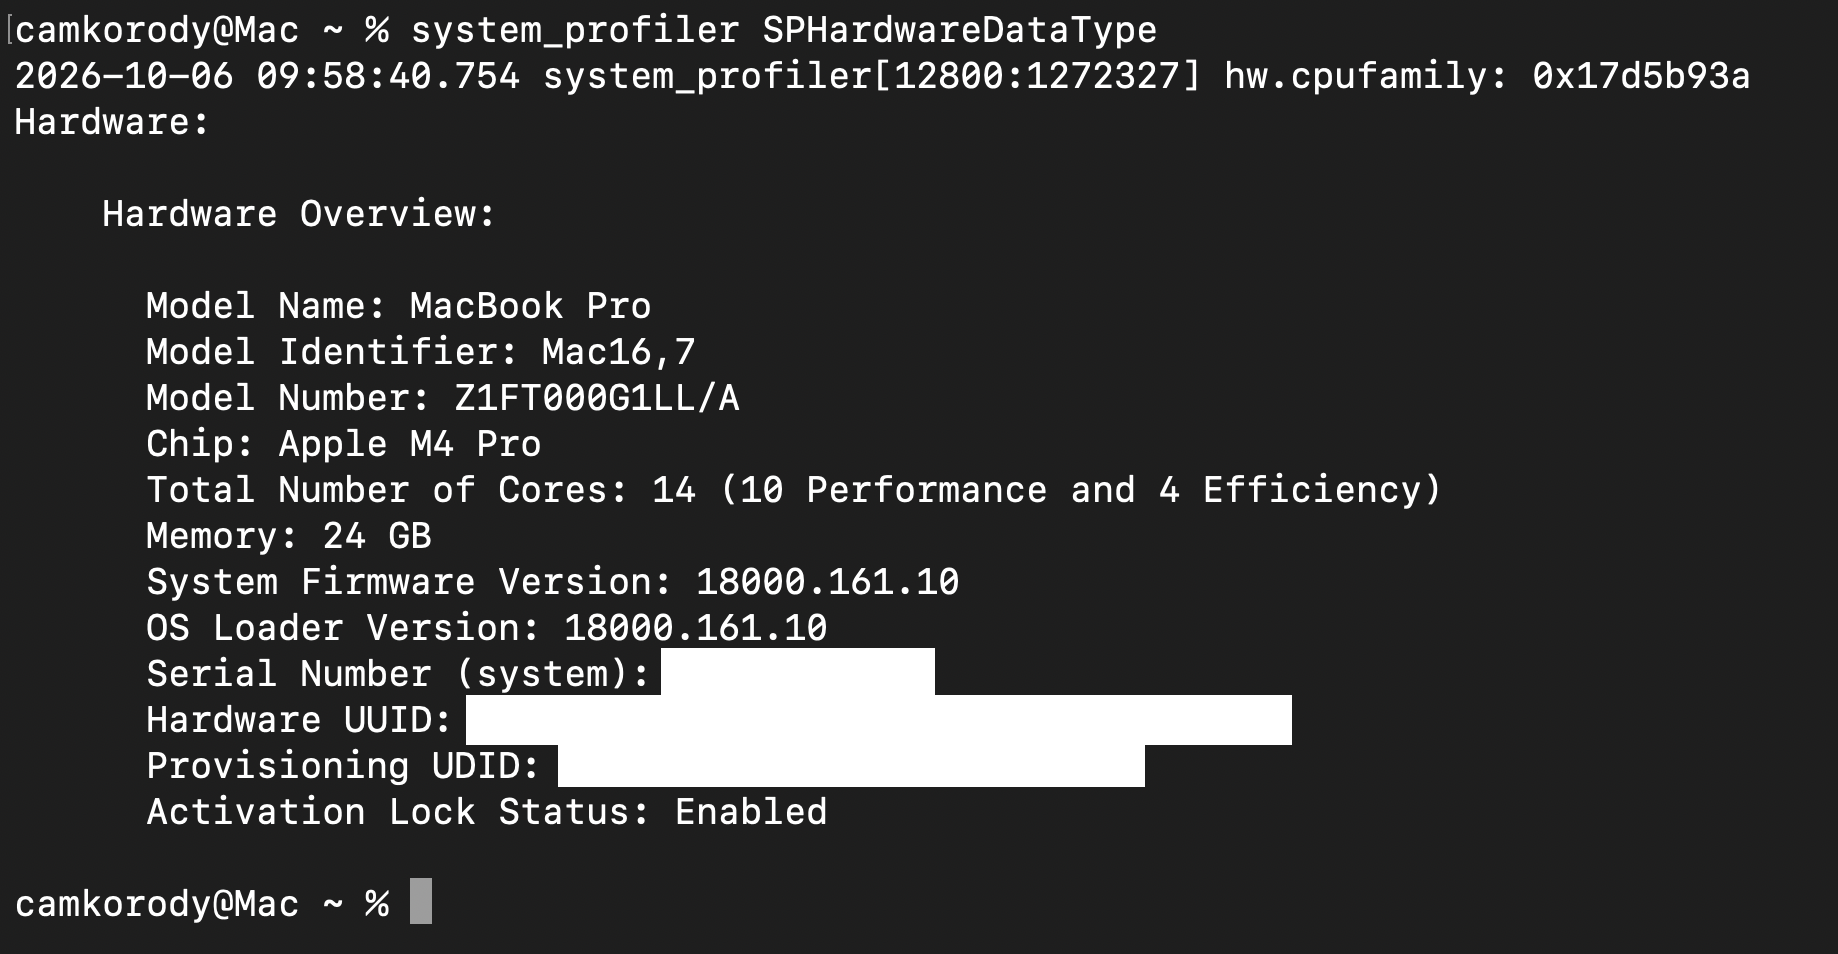 camkorody@Mac ~ % system_profiler SPHardwareDataType
2026-10-06 09:58:40.754 system_profiler[12800:1272327] hw.cpufamily: 0x17d5b93a
Hardware:
Hardware Overview:
Model Name: MacBook Pro
Model Identifier: Mac16,7
Model Number: Z1FT000G1LL/A
Chip: Apple M4 Pro
Total Number of Cores: 14 (10 Performance and 4 Efficiency)
Memory: 24 GB
System Firmware Version: 18000.161.10
OS Loader Version: 18000.161.10
Serial Number (system):
Hardware UUID:
Provisioning UDID:
Activation Lock Status: Enabled
camkorody@Mac ~ %